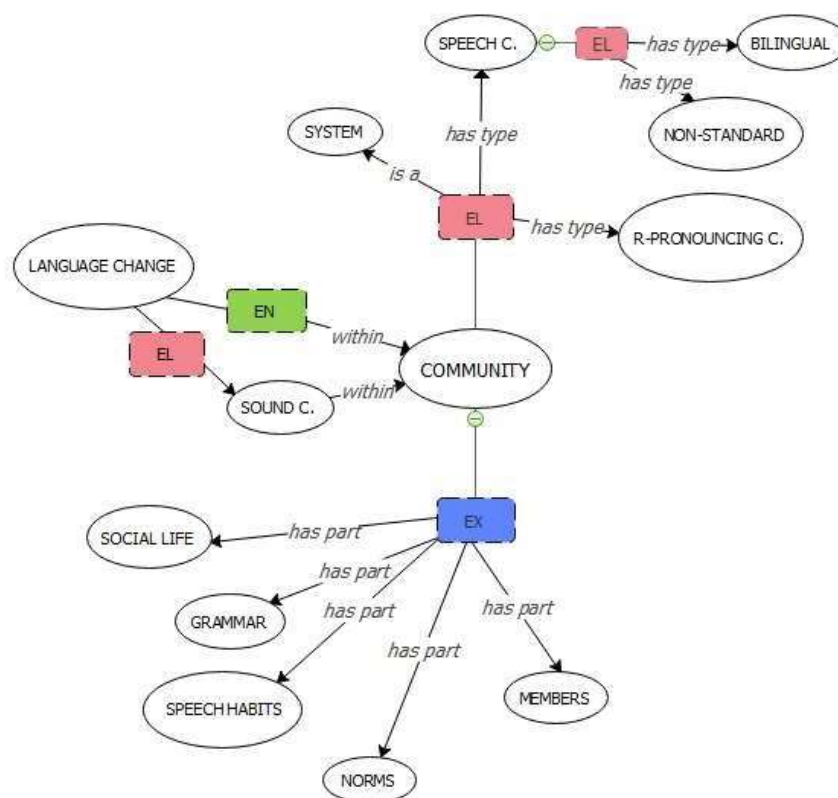 SPEECH C.
EL
has type
BILINGUAL
has type
NON-STANDARD
SYSTEM
has type
is a
EL
has type
R-PRONOUNCING C.
LANGUAGE CHANGE
EN
within
EL
COMMUNITY
SOUND C.
within
EX
SOCIAL LIFE
has part
has part
GRAMMAR
has part
has part
has part
SPEECH HABITS
MEMBERS
NORMS